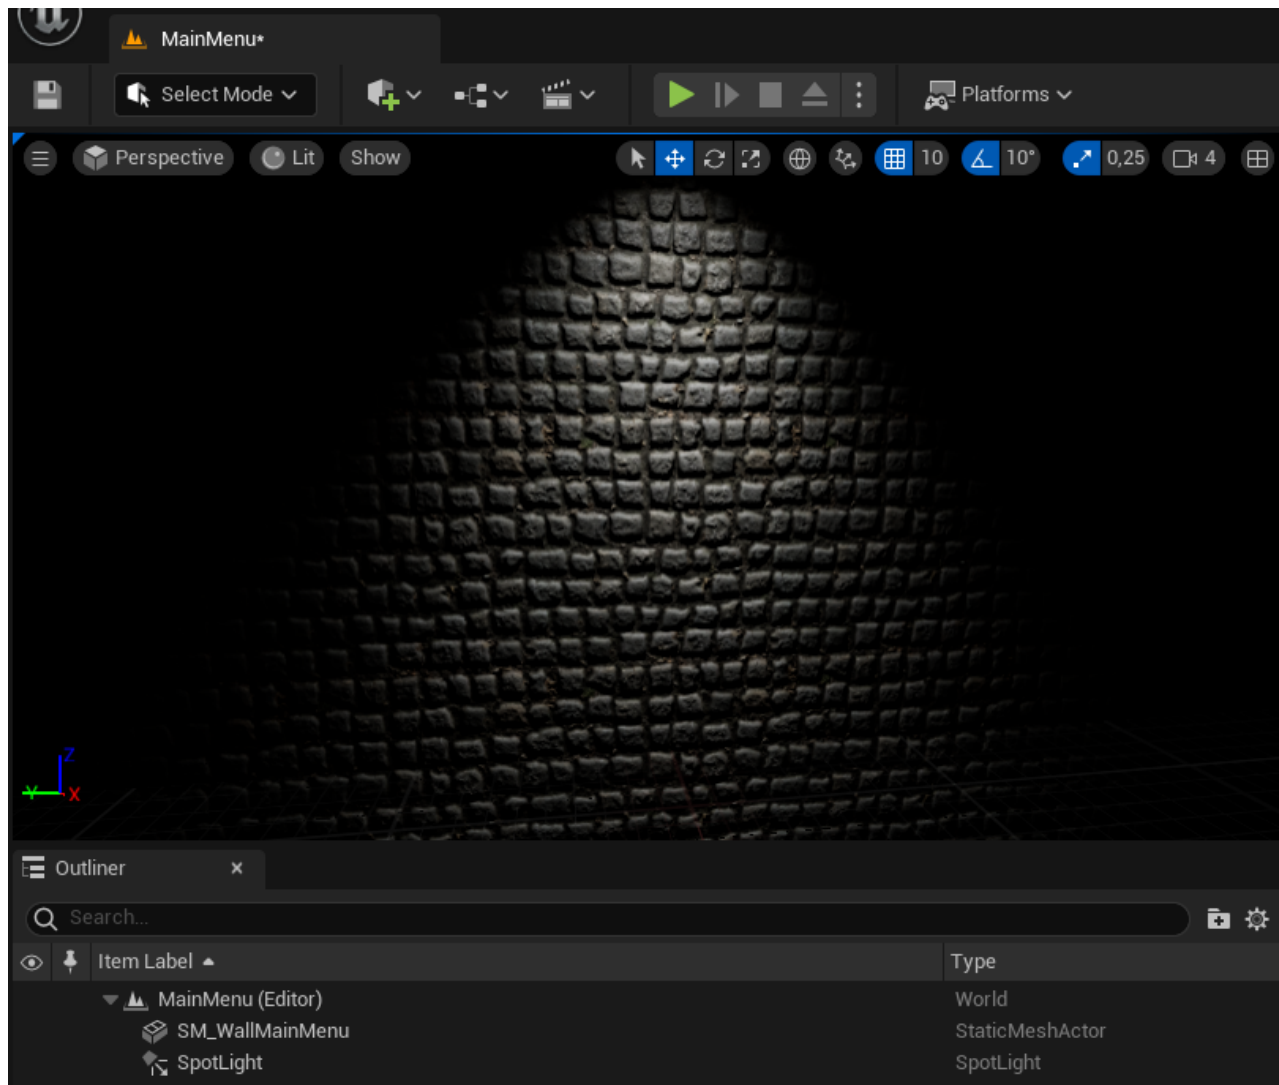 MainMenu*
Select Mode
Platforms
Perspective Lit Show 10 10° 0,25 4
Z
Y X
Outliner
Search...
Item Label Type
MainMenu (Editor) World
SM_WallMainMenu StaticMeshActor
SpotLight SpotLight